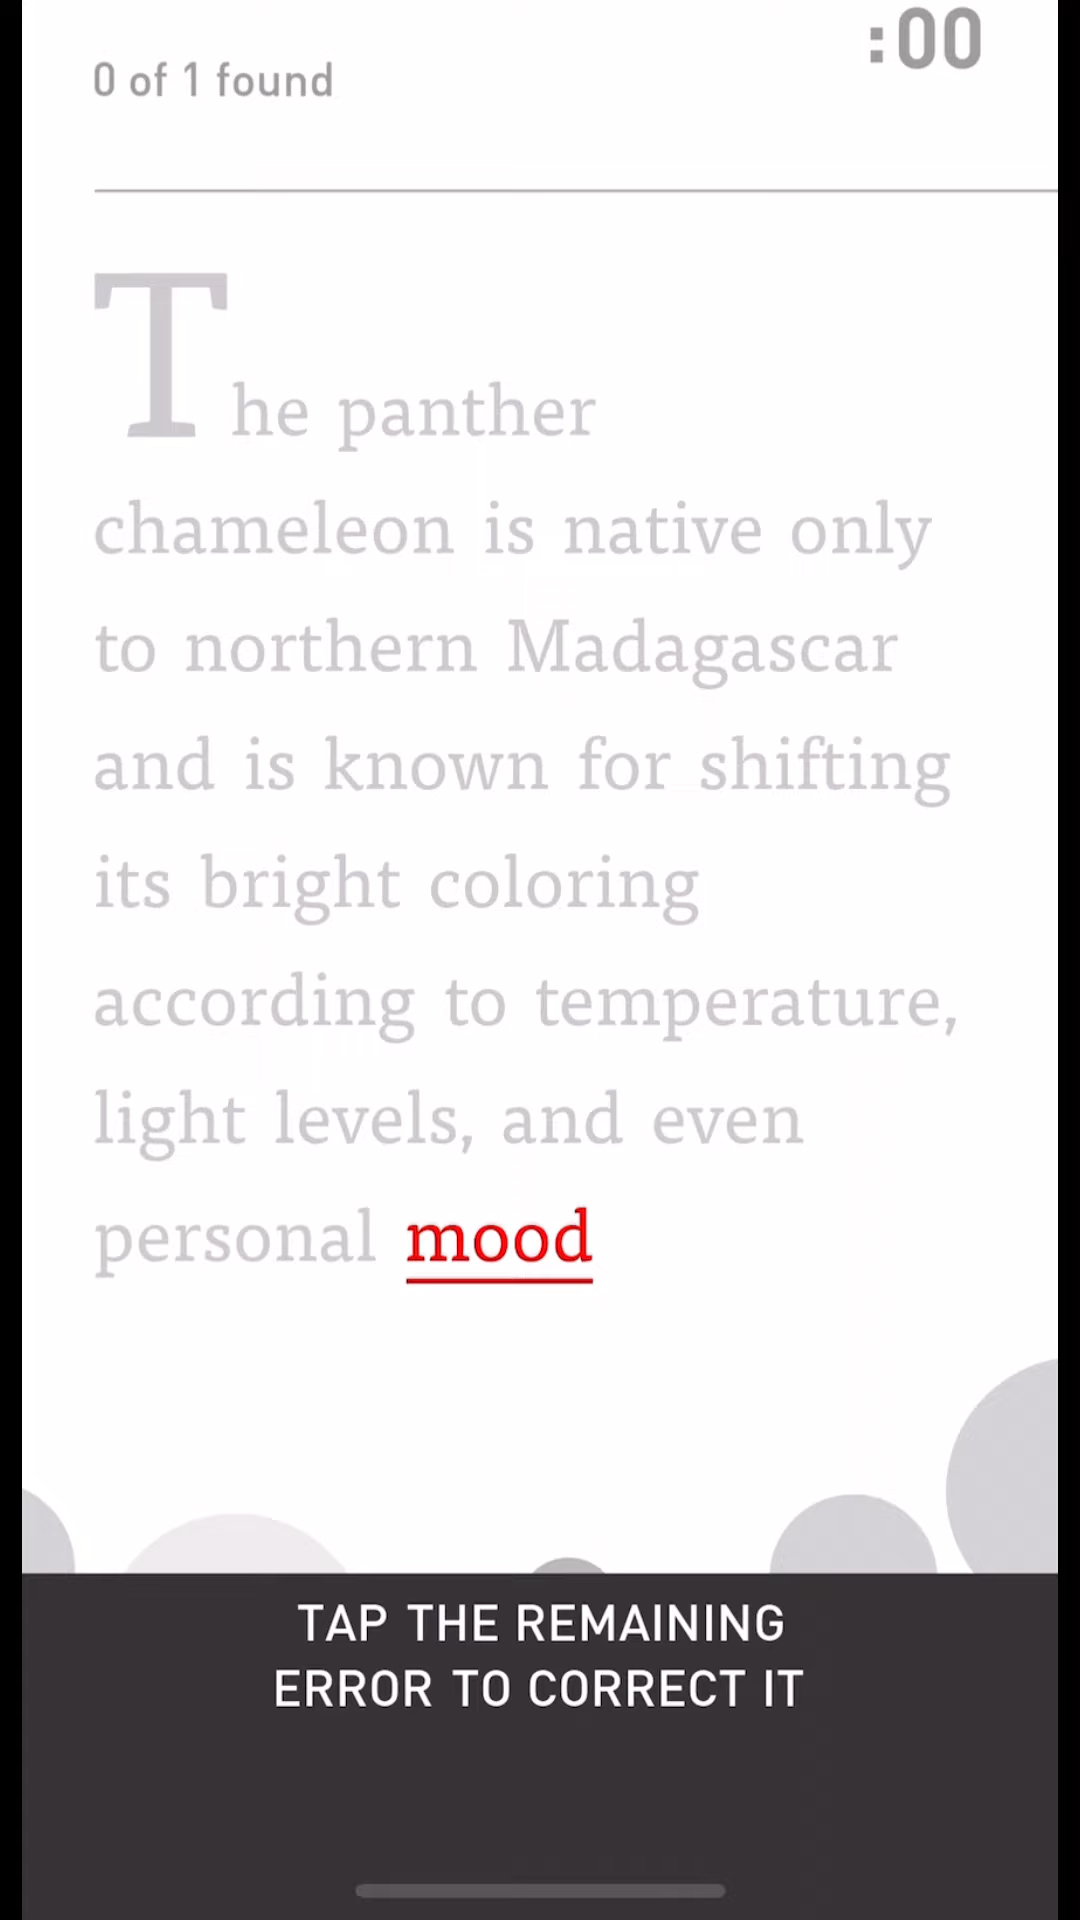 :00
0 of 1 found
The panther
chameleon is native only
to northern Madagascar
and is known for shifting
its bright coloring
according to temperature,
light levels, and even
personal mood
TAP THE REMAINING
ERROR TO CORRECT IT